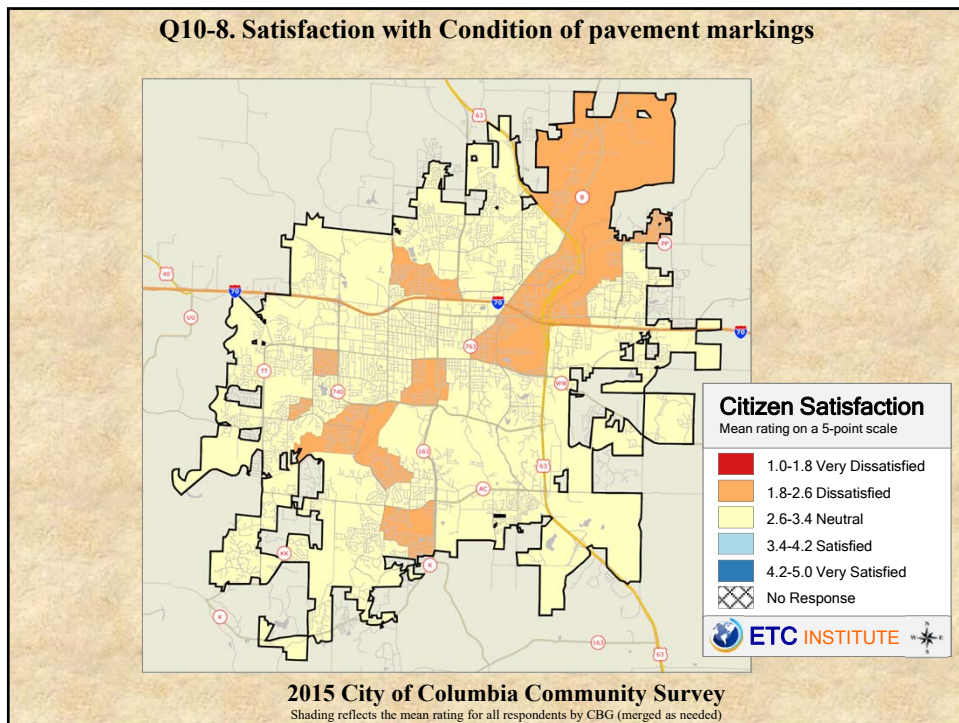 Q10-8. Satisfaction with Condition of pavement markings
63
B
PP
40
70
70
UU
763
70
TT
740
WW
163
63
AC
KK
K
K
163
63
Citizen Satisfaction
Mean rating on a 5-point scale
1.0-1.8 Very Dissatisfied
1.8-2.6 Dissatisfied
2.6-3.4 Neutral
3.4-4.2 Satisfied
4.2-5.0 Very Satisfied
No Response
ETC INSTITUTE
N
W E
S
2015 City of Columbia Community Survey
Shading reflects the mean rating for all respondents by CBG (merged as needed)